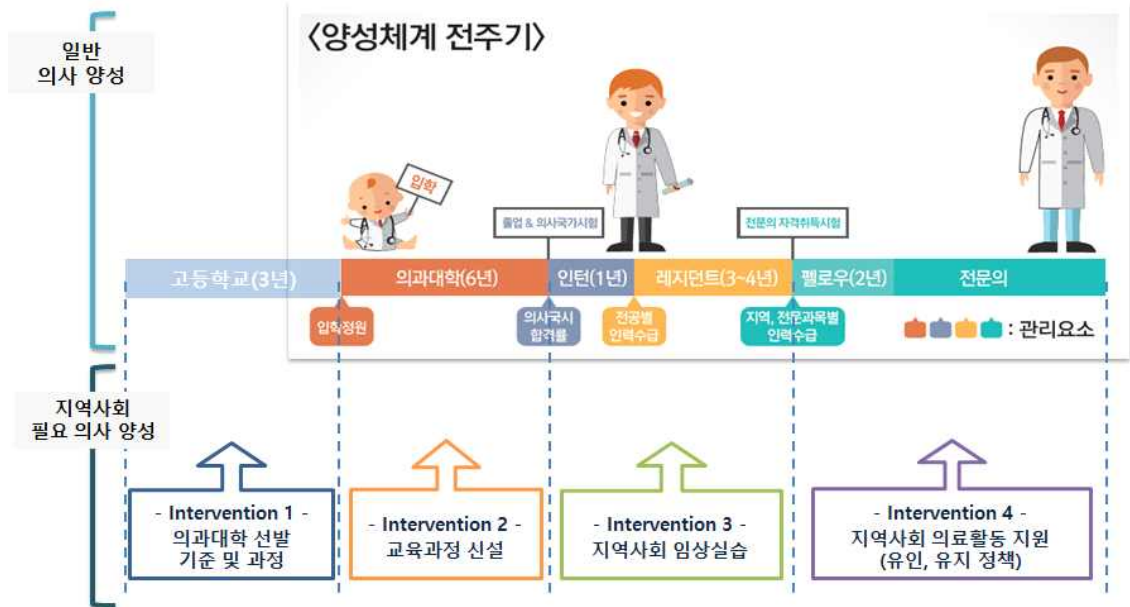 일반
의사 양성
〈양성체계 전주기〉
입학
졸업 & 의사국가시험
전문의 자격취득시험
고등학교(3년)
의과대학(6년)
인턴(1년)
레지던트(3~4년)
펠로우(2년)
전문의
입학정원
의사국시
합격률
전공별
인력수급
지역, 전문과목별
인력수급
: 관리요소
지역사회
필요 의사 양성
- Intervention 1 -
의과대학 선발
기준 및 과정
- Intervention 2 -
교육과정 신설
- Intervention 3 -
지역사회 임상실습
- Intervention 4 -
지역사회 의료활동 지원
(유인, 유지 정책)